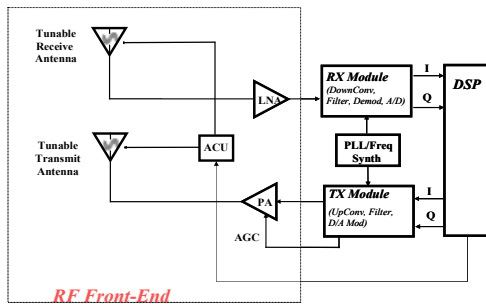 Tunable
Receive
Antenna
LNA
RX Module
(DownConv,
Filter, Demod, A/D)
I
Q
DSP
Tunable
Transmit
Antenna
ACU
PLL/Freq
Synth
PA
AGC
TX Module
(UpConv, Filter,
D/A Mod)
I
Q
RF Front-End